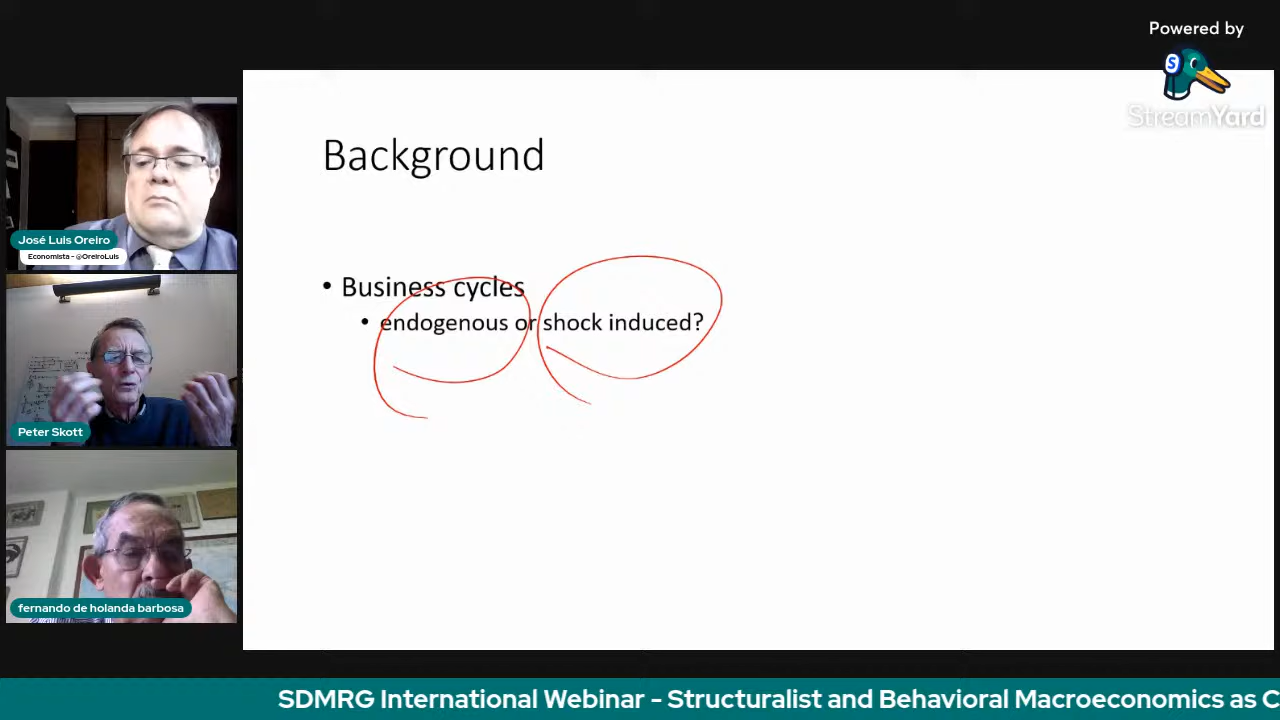 Powered by
StreamYard
Background
• Business cycles
• endogenous or shock induced?
José Luis Oreiro
Economista - @OreiroLuis
Peter Skott
fernando de holanda barbosa
SDMRG International Webinar - Structuralist and Behavioral Macroeconomics as C